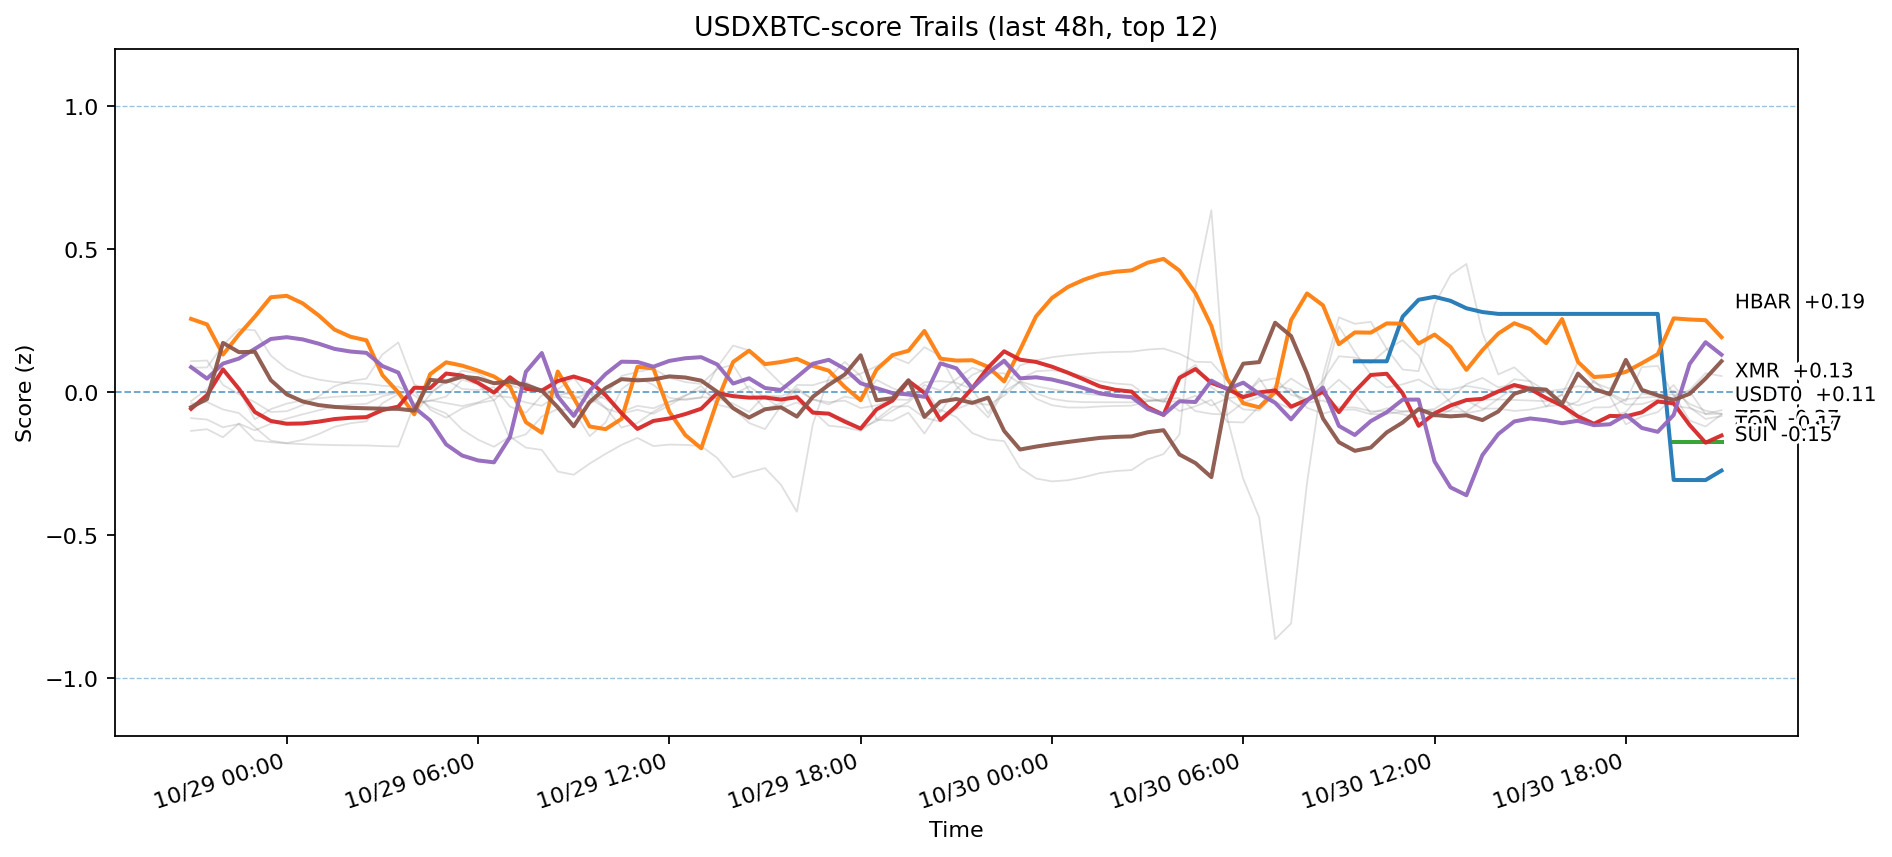 USDXBTC-score Trails (last 48h, top 12)
Score (z)
1.0
0.5
0.0
−0.5
−1.0
HBAR +0.19
XMR +0.13
USDT0 +0.11
SUI -0.15
10/29 00:00
10/29 06:00
10/29 12:00
10/29 18:00
10/30 00:00
10/30 06:00
10/30 12:00
10/30 18:00
Time